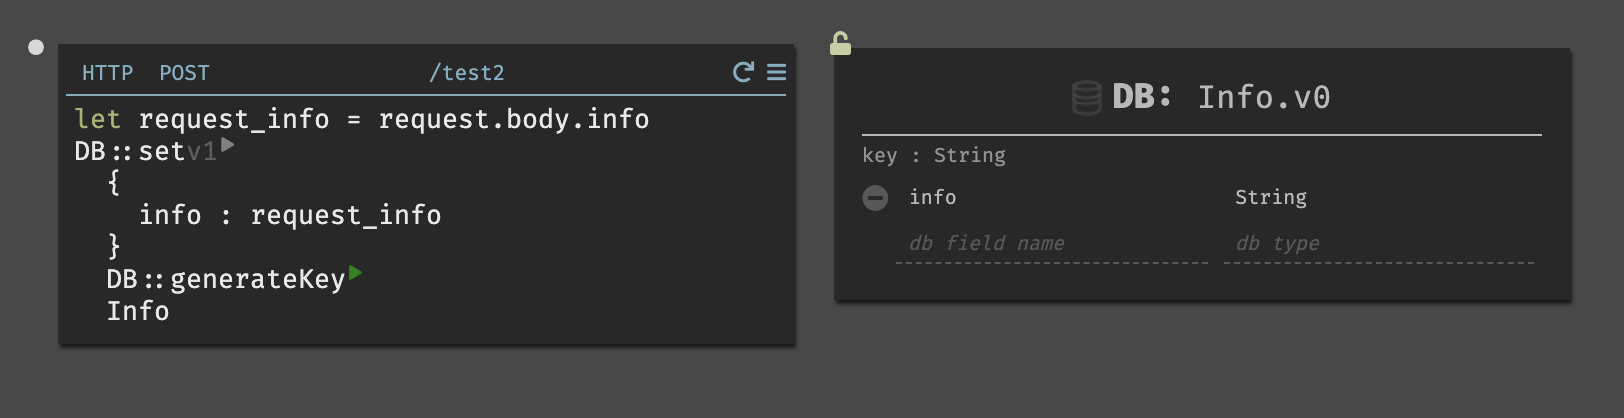 HTTP POST /test2
let request_info = request.body.info
DB::setv1
{
info : request_info
}
DB::generateKey
Info
DB: Info.v0
key : String
info String
db field name db type